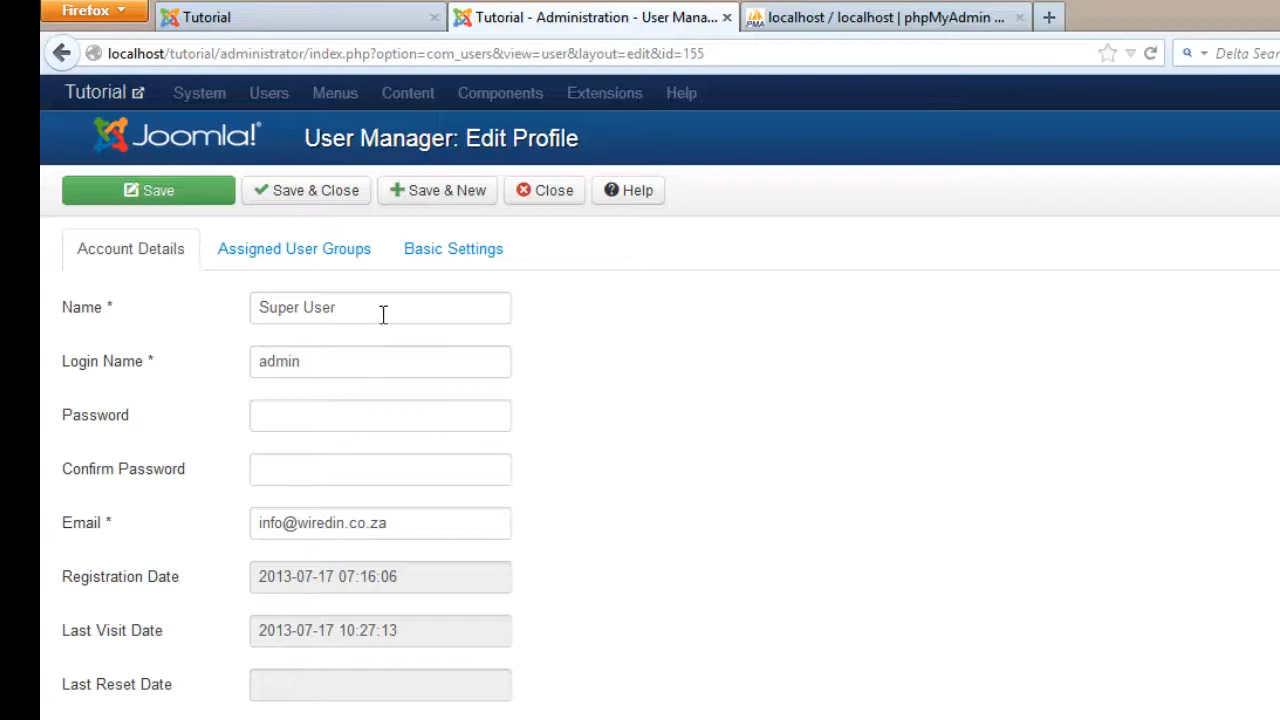 Firefox
Tutorial
Tutorial - Administration - User Mana...
localhost / localhost | phpMyAdmin ...
localhost/tutorial/administrator/index.php?option=com_users&view=user&layout=edit&id=155
Delta Sear
Tutorial System Users Menus Content Components Extensions Help
Joomla! User Manager: Edit Profile
Save Save & Close Save & New Close Help
Account Details Assigned User Groups Basic Settings
Name * Super User
Login Name * admin
Password
Confirm Password
Email * info@wiredin.co.za
Registration Date 2013-07-17 07:16:06
Last Visit Date 2013-07-17 10:27:13
Last Reset Date